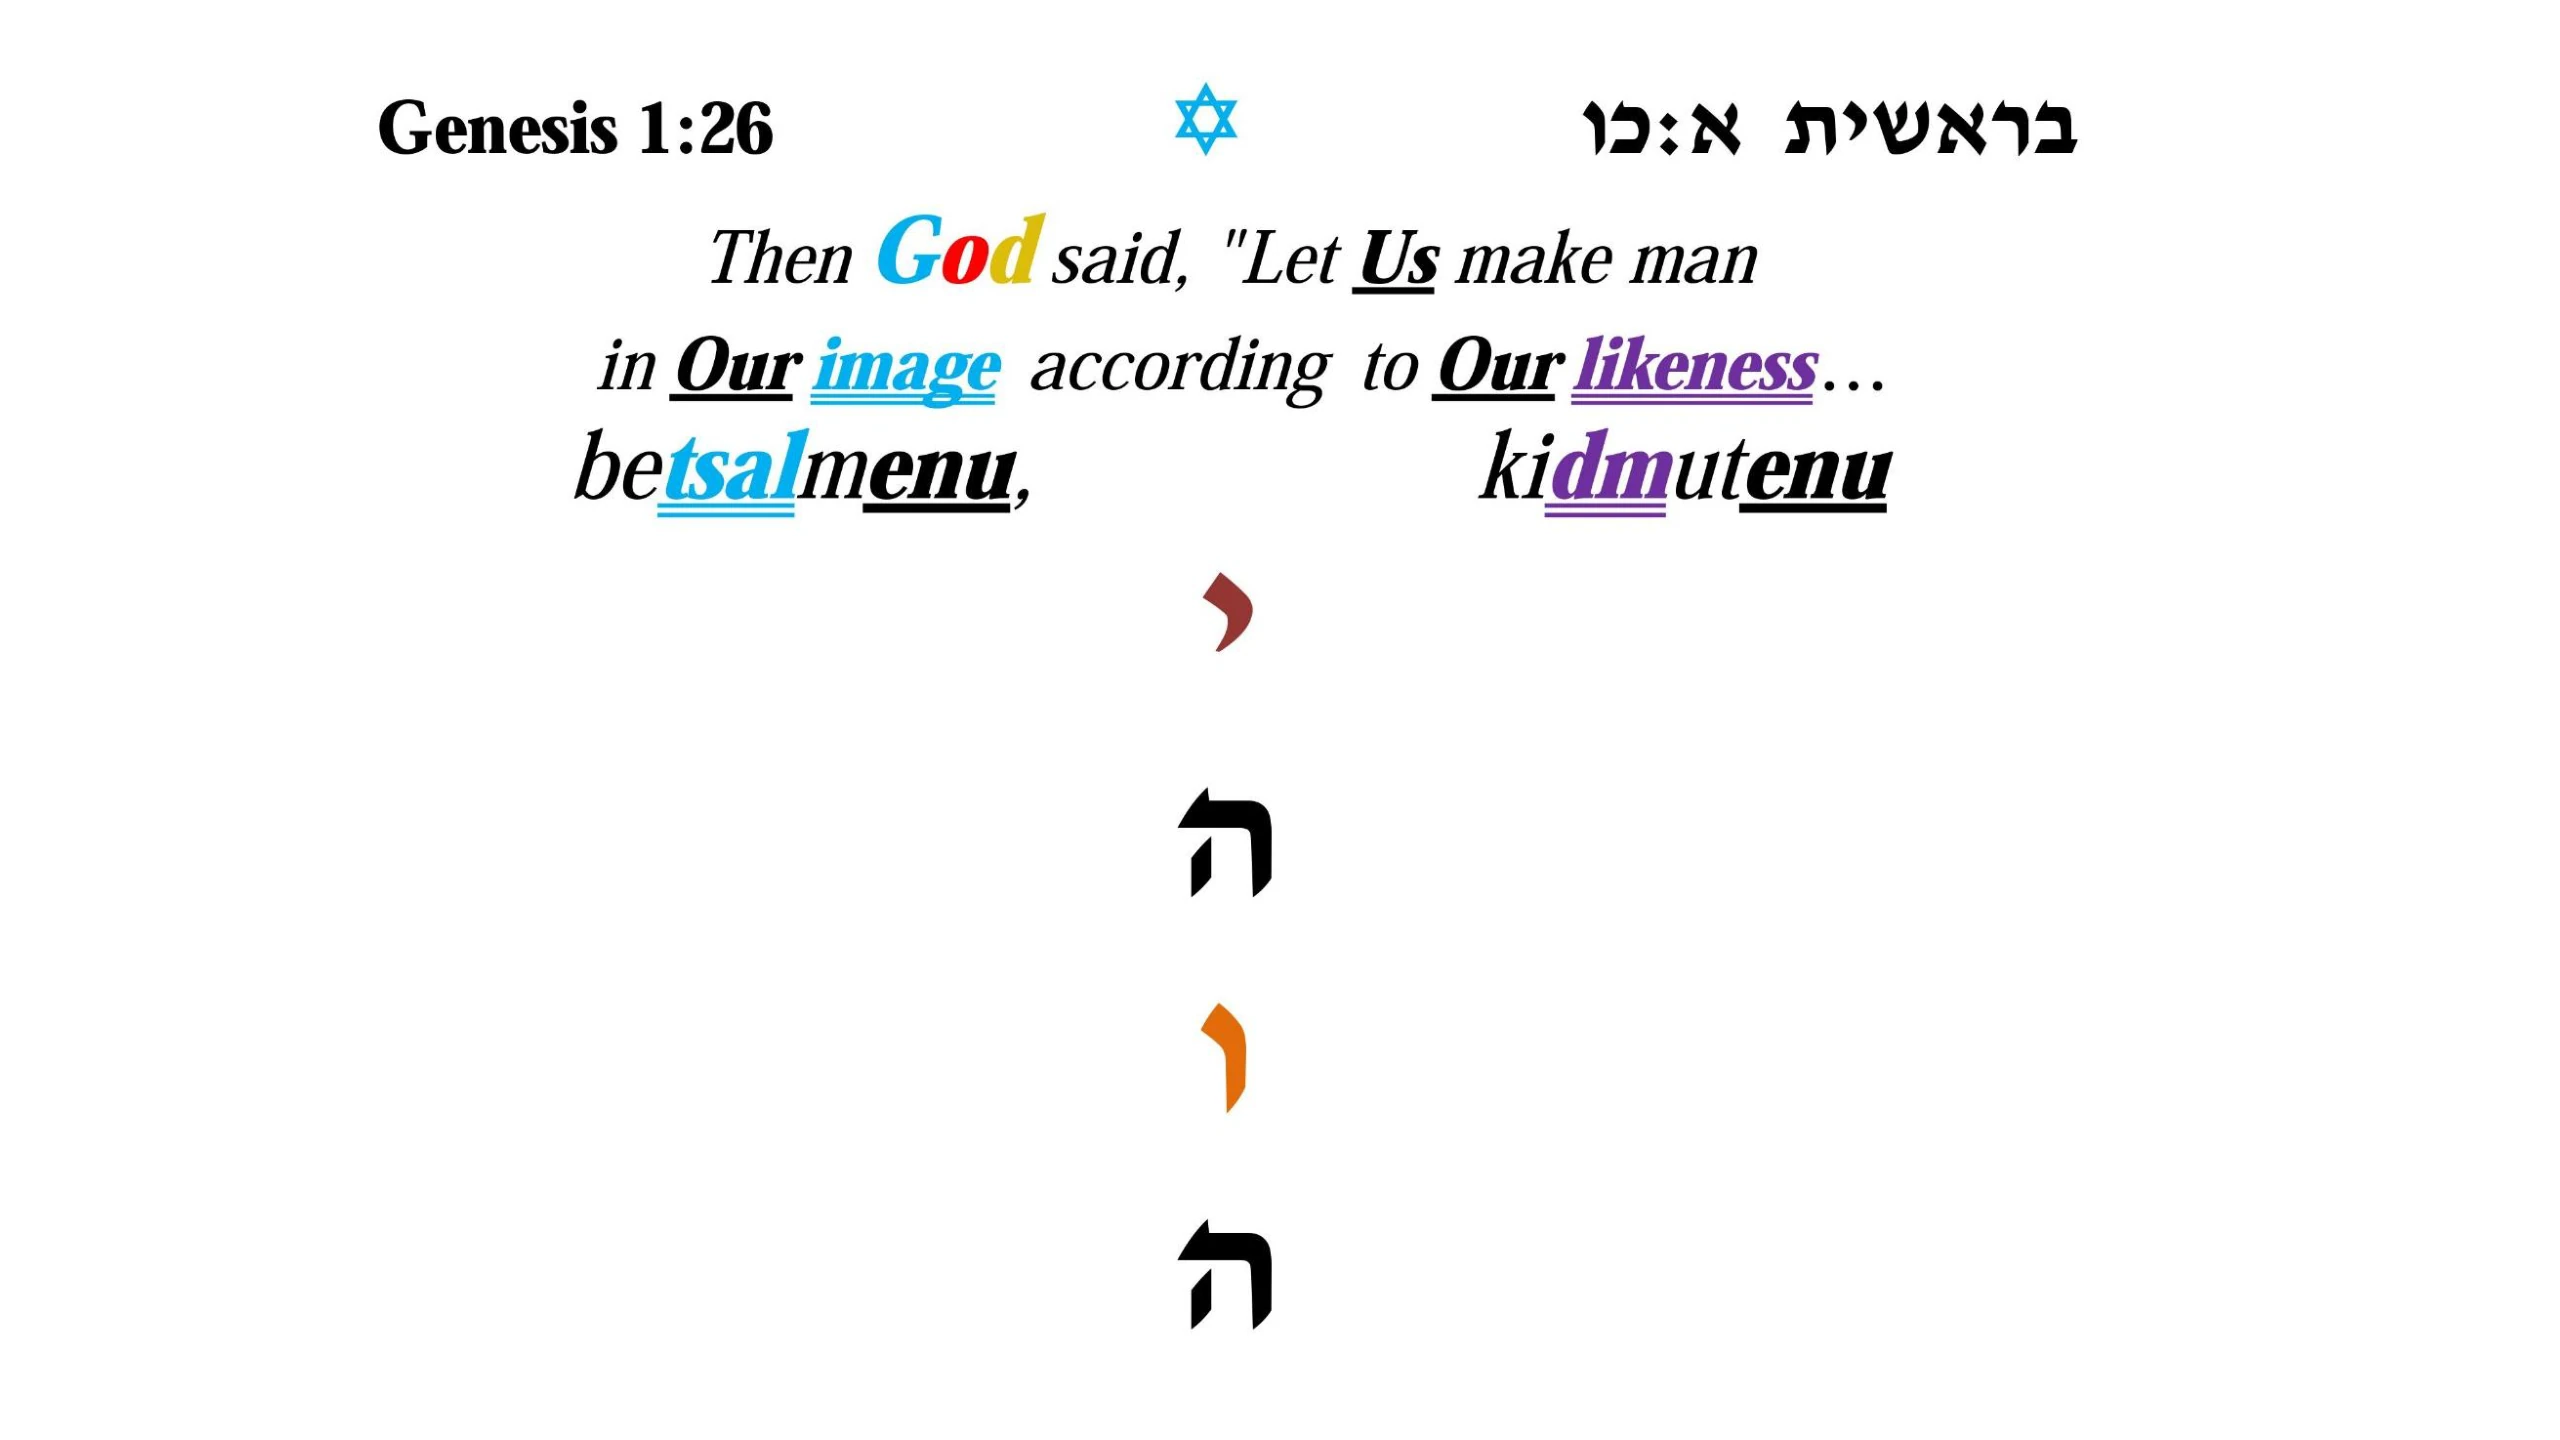 Genesis 1:26 ✡ בראשית א:כו
Then God said, "Let Us make man
in Our image according to Our likeness...
betsalmenu, kidmutenu
י
ה
ו
ה